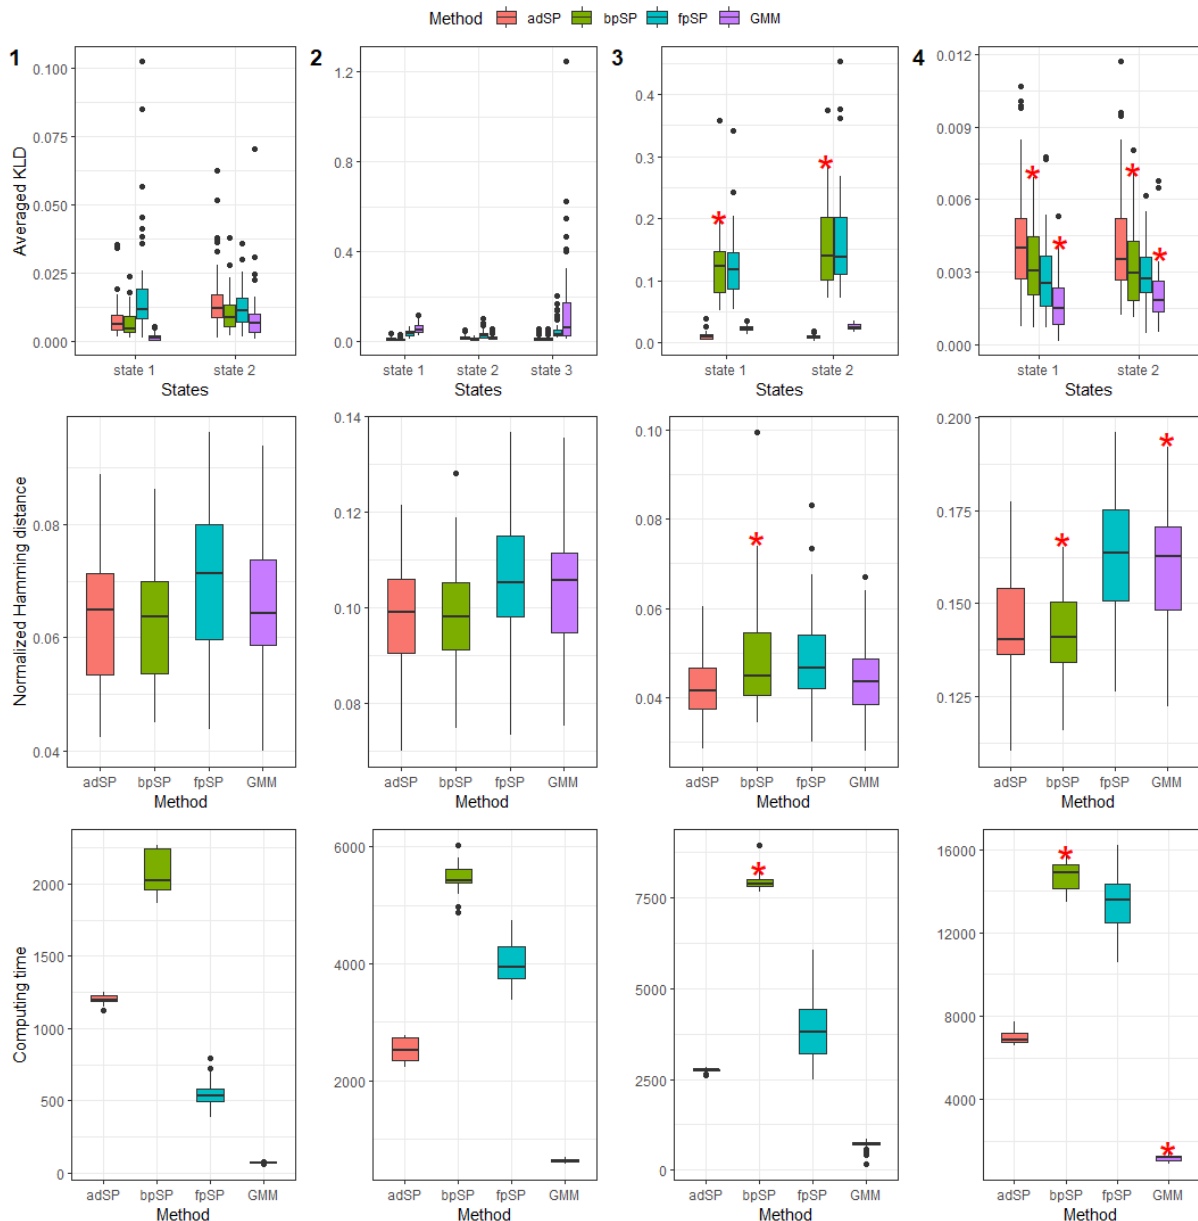 Method adSP bpSP fpSP GMM
1
Averaged KLD
0.100
0.075
0.050
0.025
0.000
state 1 state 2
States
2
1.2
0.8
0.4
0.0
state 1 state 2 state 3
States
3
0.4
0.3
0.2
0.1
0.0
*
*
state 1 state 2
States
4
0.012
0.009
0.006
0.003
0.000
* *
* *
state 1 state 2
States
Normalized Hamming distance
0.08
0.06
0.04
adSP bpSP fpSP GMM
Method
0.14
0.12
0.10
0.08
adSP bpSP fpSP GMM
Method
0.10
0.08
0.06
0.04
*
adSP bpSP fpSP GMM
Method
0.200
0.175
0.150
0.125
*
*
adSP bpSP fpSP GMM
Method
Computing time
2000
1500
1000
500
0
adSP bpSP fpSP GMM
Method
6000
4000
2000
adSP bpSP fpSP GMM
Method
7500
5000
2500
0
*
adSP bpSP fpSP GMM
Method
16000
12000
8000
4000
*
*
adSP bpSP fpSP GMM
Method